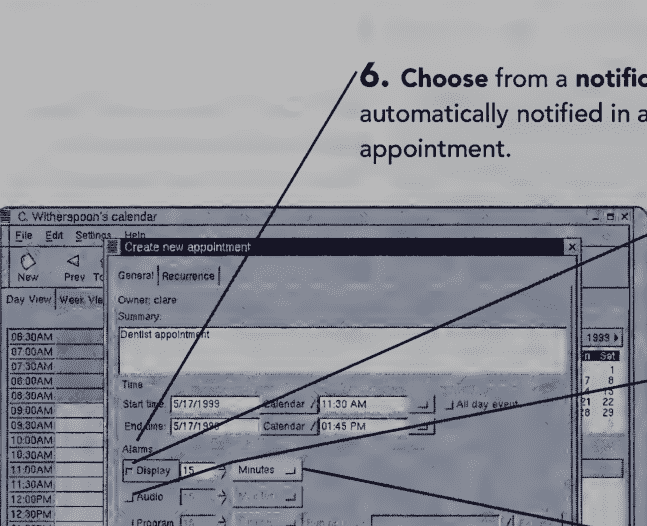 6. Choose from a notific
automatically notified in a
appointment.
C. Witherspoon's calendar
File Edit Settings Help
Create new appointment
New Prev
General Recurrence
Owner: clare
Day View Week Vie
Summary:
Dentist appointment
06:30AM
07:00AM
07:30AM
08:00AM
08:30AM
09:00AM
09:30AM
10:00AM
10:30AM
11:00AM
11:30AM
12:00PM
12:30PM
1999
Sat
1
7 8
15
21 22
28 29
Time
Start time: 5/17/1999 Calendar 11:30 AM All day event
End time: 5/17/1999 Calendar 01:45 PM
Alarms
Display 15 Minutes
Audio
Program